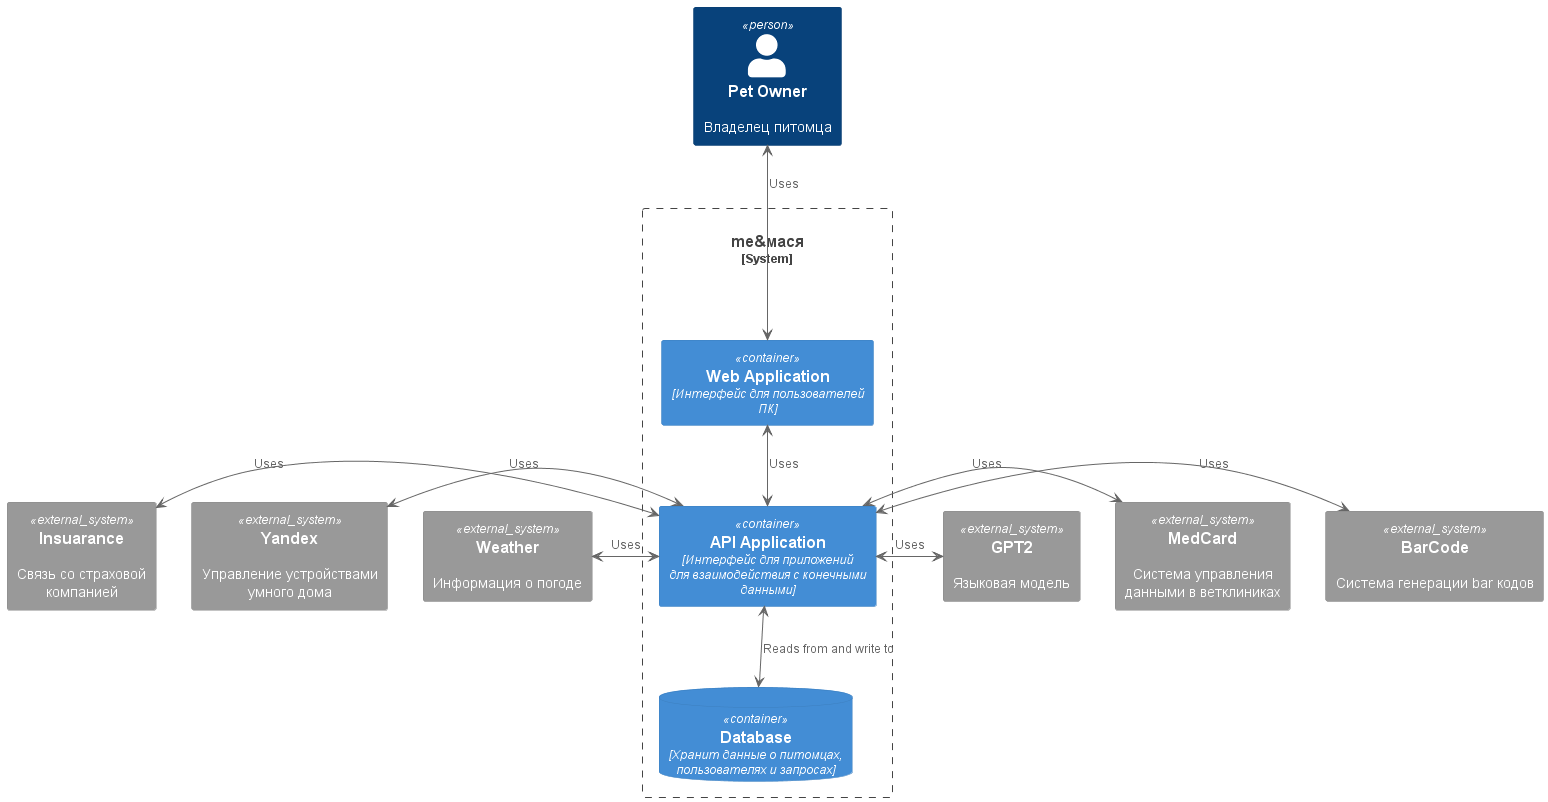 «person»
Pet Owner
Владелец питомца
Uses
me&мася
[System]
«container»
Web Application
[Интерфейс для пользователей
ПК]
Uses
Uses
Uses
Uses
Uses
«external_system»
Insuarance
Связь со страховой
компанией
«external_system»
Yandex
Управление устройствами
умного дома
«external_system»
Weather
Информация о погоде
Uses
«container»
API Application
[Интерфейс для приложений
для взаимодействия с конечными
данными]
Uses
«external_system»
GPT2
Языковая модель
«external_system»
MedCard
Система управления
данными в ветклиниках
«external_system»
BarCode
Система генерации bar кодов
Reads from and write to
«container»
Database
[Хранит данные о питомцах,
пользователях и запросах]